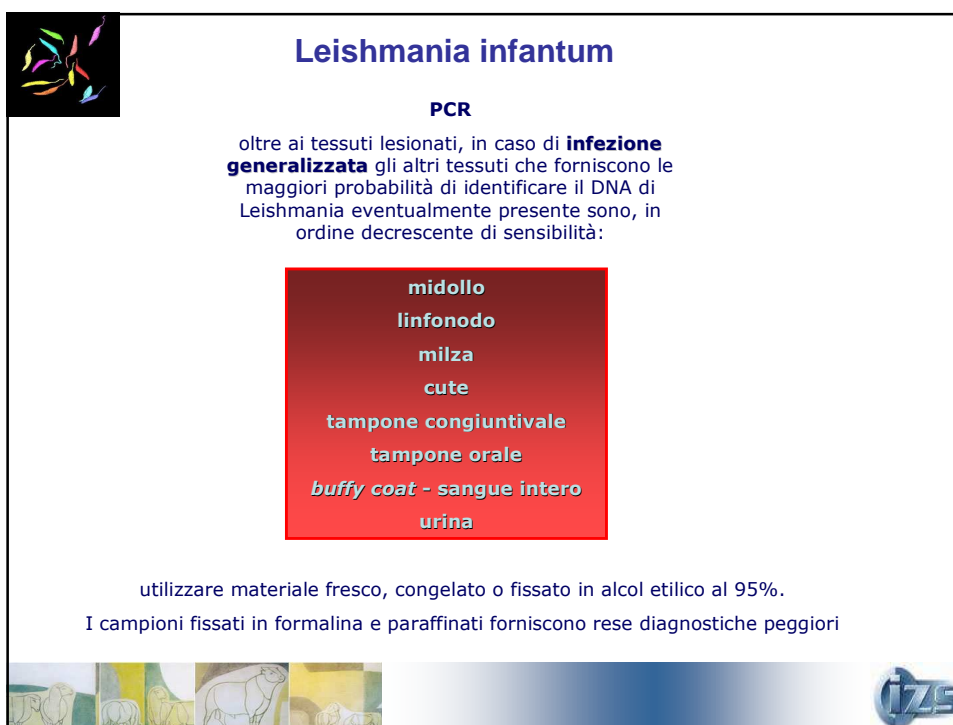 Leishmania infantum
PCR
oltre ai tessuti lesionati, in caso di infezione
generalizzata gli altri tessuti che forniscono le
maggiori probabilità di identificare il DNA di
Leishmania eventualmente presente sono, in
ordine decrescente di sensibilità:
midollo
linfonodo
milza
cute
tampone congiuntivale
tampone orale
buffy coat - sangue intero
urina
utilizzare materiale fresco, congelato o fissato in alcol etilico al 95%.
I campioni fissati in formalina e paraffinati forniscono rese diagnostiche peggiori
izs